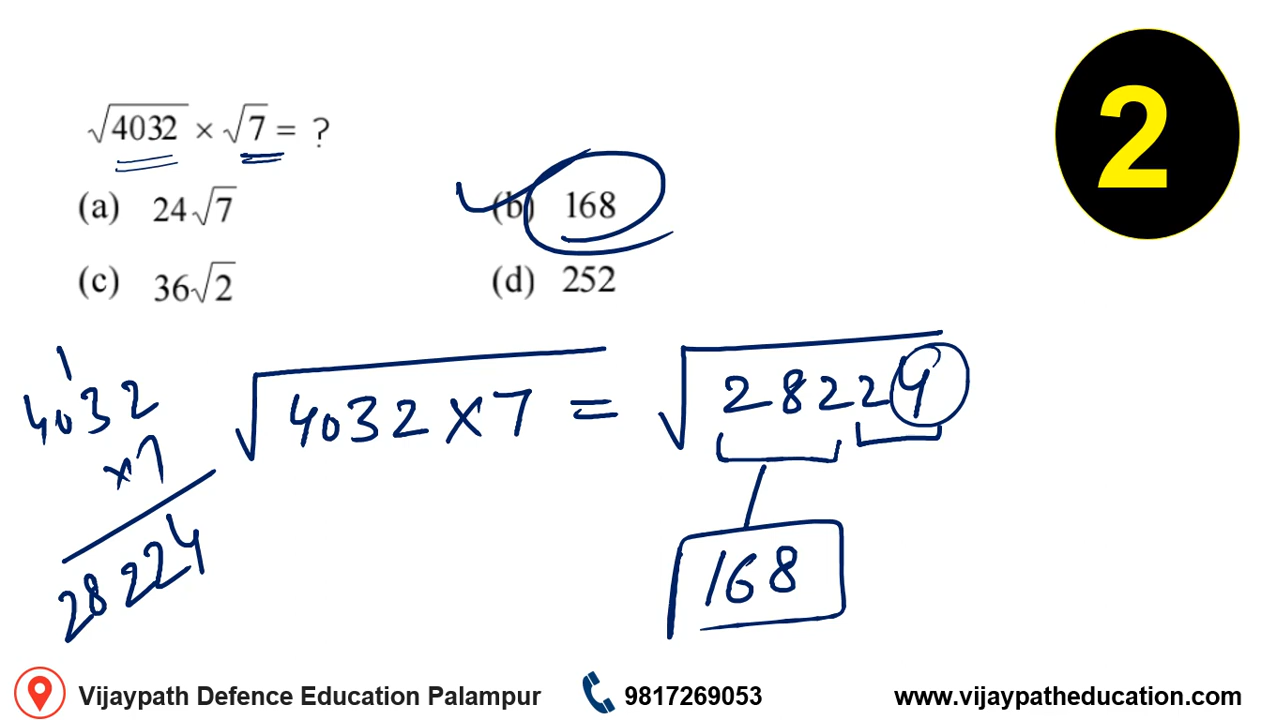 2
√4032 × √7 = ?
(a) 24√7 (b) 168
(c) 36√2 (d) 252
1
4032
×7
28224
√4032×7 = √28224
168
Vijaypath Defence Education Palampur 9817269053 www.vijaypatheducation.com